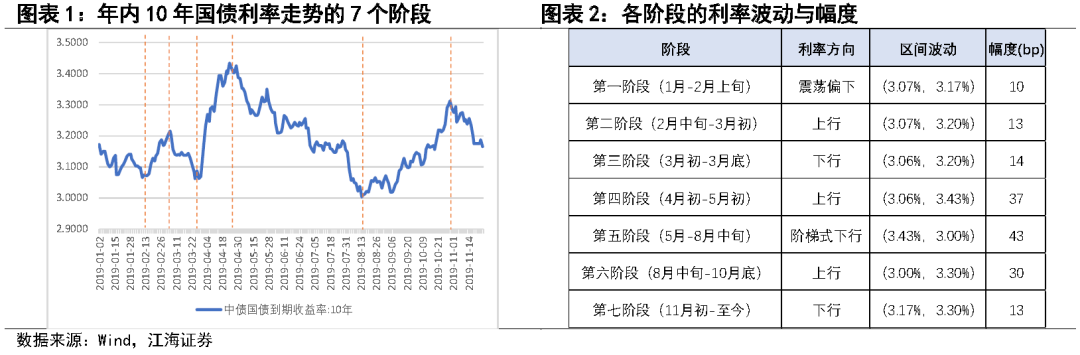 图表 1：年内 10 年国债利率走势的 7 个阶段
3.5000
3.4000
3.3000
3.2000
3.1000
3.0000
2.9000
2019-01-02
2019-01-15
2019-01-28
2019-02-13
2019-02-26
2019-03-11
2019-03-22
2019-04-04
2019-04-18
2019-04-30
2019-05-15
2019-05-28
2019-06-11
2019-06-24
2019-07-05
2019-07-18
2019-07-31
2019-08-13
2019-08-26
2019-09-06
2019-09-20
2019-10-09
2019-10-21
2019-11-01
2019-11-14
中债国债到期收益率:10年
图表 2：各阶段的利率波动与幅度
阶段 利率方向 区间波动 幅度(bp)
第一阶段（1月-2月上旬） 震荡偏下 (3.07%，3.17%) 10
第二阶段（2月中旬-3月初） 上行 (3.07%，3.20%) 13
第三阶段（3月初-3月底） 下行 (3.06%，3.20%) 14
第四阶段（4月初-5月初） 上行 (3.06%，3.43%) 37
第五阶段（5月-8月中旬） 阶梯式下行 (3.43%，3.00%) 43
第六阶段（8月中旬-10月底） 上行 (3.00%，3.30%) 30
第七阶段（11月初-至今） 下行 (3.17%，3.30%) 13
数据来源：Wind，江海证券